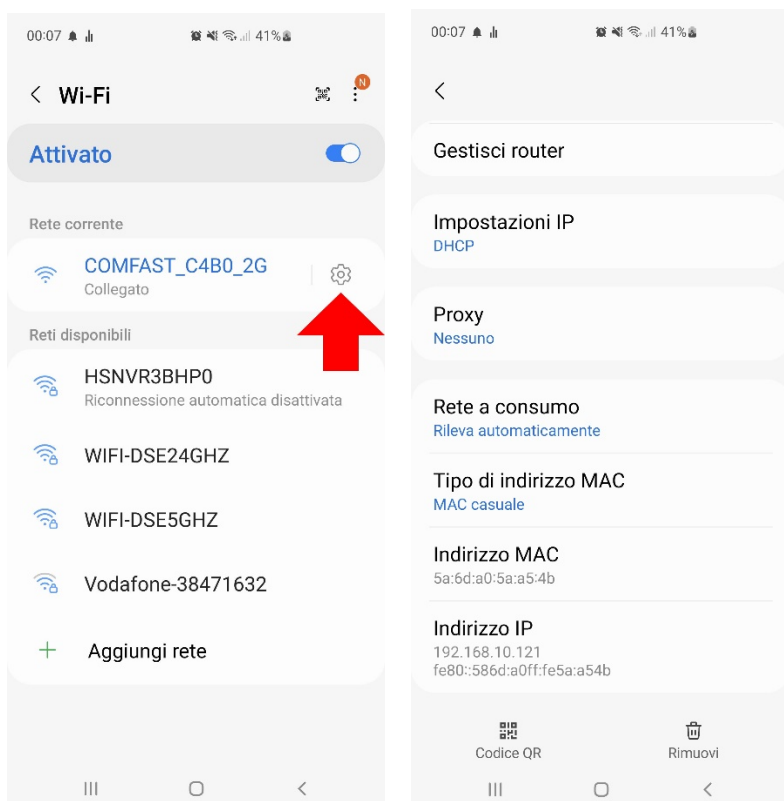 00:07 41%
Wi-Fi
N
Attivato
Rete corrente
COMFAST_C4B0_2G
Collegato
Reti disponibili
HSNVR3BHP0
Riconnessione automatica disattivata
WIFI-DSE24GHZ
WIFI-DSE5GHZ
Vodafone-38471632
Aggiungi rete
00:07 41%
Gestisci router
Impostazioni IP
DHCP
Proxy
Nessuno
Rete a consumo
Rileva automaticamente
Tipo di indirizzo MAC
MAC casuale
Indirizzo MAC
5a:6d:a0:5a:a5:4b
Indirizzo IP
192.168.10.121
fe80::586d:a0ff:fe5a:a54b
Codice QR
Rimuovi